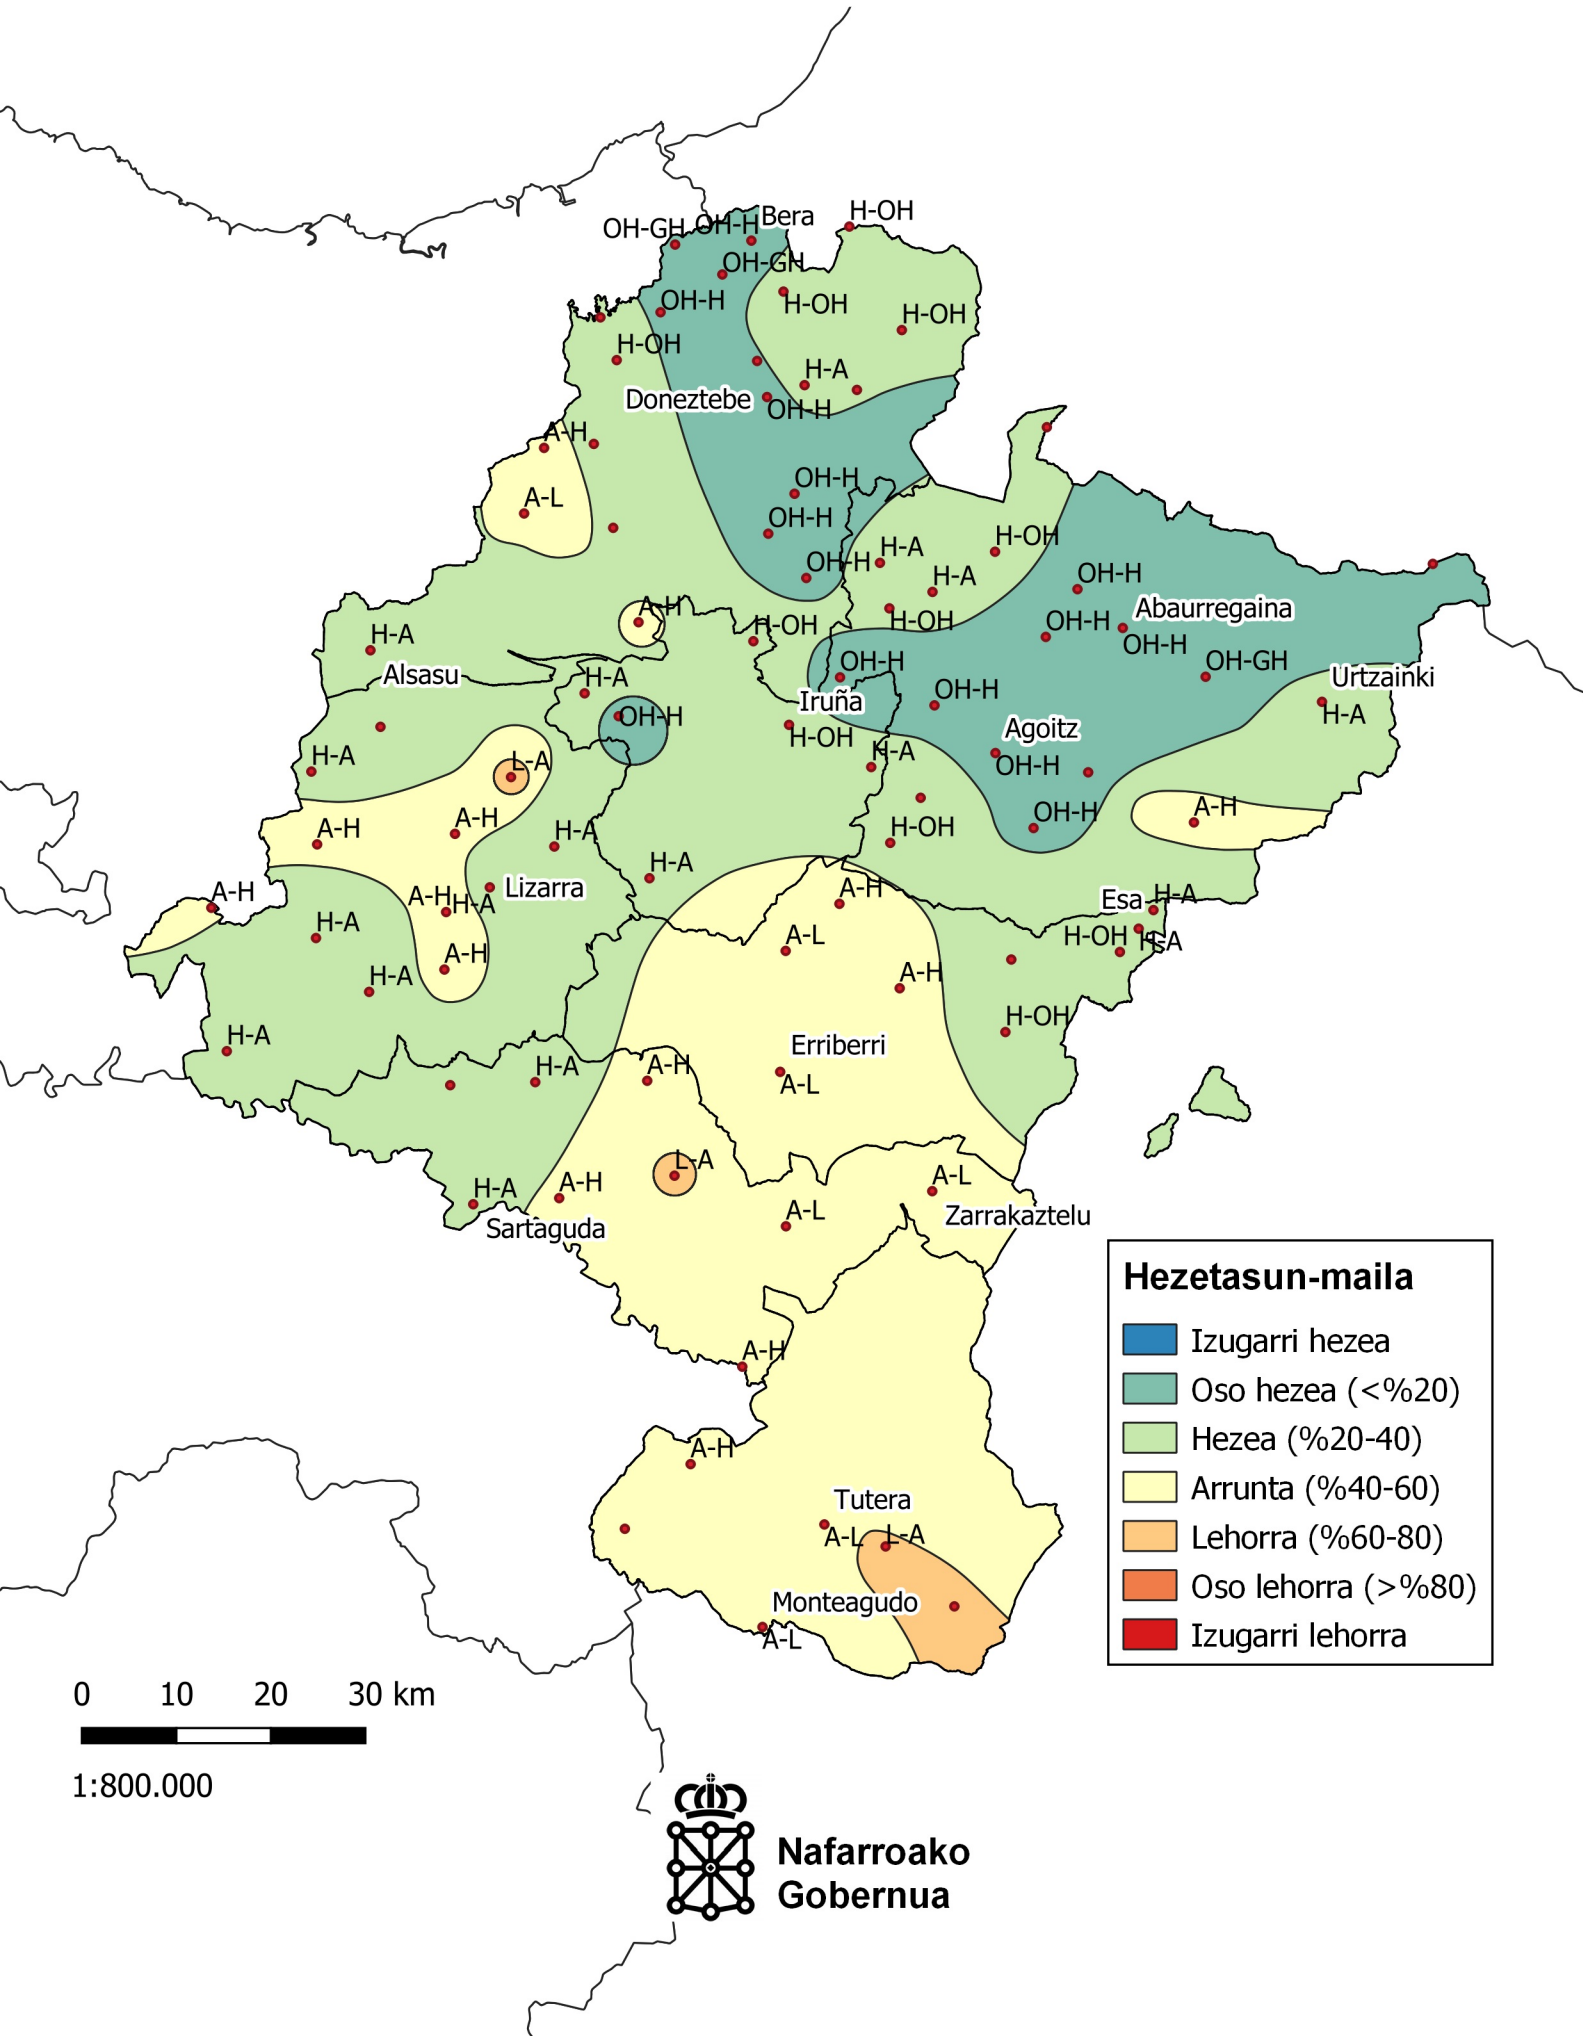 H-OH
Bera
OH-GH
OH-H
OH-GH
OH-H
H-OH
H-OH
H-OH
H-A
Doneztebe
OH-H
A-H
A-L
OH-H
OH-H
OH-H
H-A
H-OH
H-A
H-OH
OH-H
Abaurregaina
OH-H
OH-H
A-H
H-OH
H-A
Alsasu
OH-H
OH-GH
Urtzainki
H-A
H-A
OH-H
Iruña
OH-H
H-OH
Agoitz
OH-H
H-A
H-A
L-A
OH-H
A-H
A-H
A-H
H-A
H-OH
H-A
Lizarra
A-H
H-A
A-H
A-H
Esa
H-A
H-OH
H-A
H-A
A-L
A-H
A-H
H-A
H-A
H-OH
Erriberri
A-L
H-A
A-H
L-A
H-A
A-H
A-L
A-L
Zarrakaztelu
Sartaguda
A-H
A-H
Tutera
A-L
L-A
Monteagudo
A-L
Hezetasun-maila
Izugarri hezea
Oso hezea (<%20)
Hezea (%20-40)
Arrunta (%40-60)
Lehorra (%60-80)
Oso lehorra (>%80)
Izugarri lehorra
0 10 20 30 km
1:800.000
Nafarroako
Gobernua